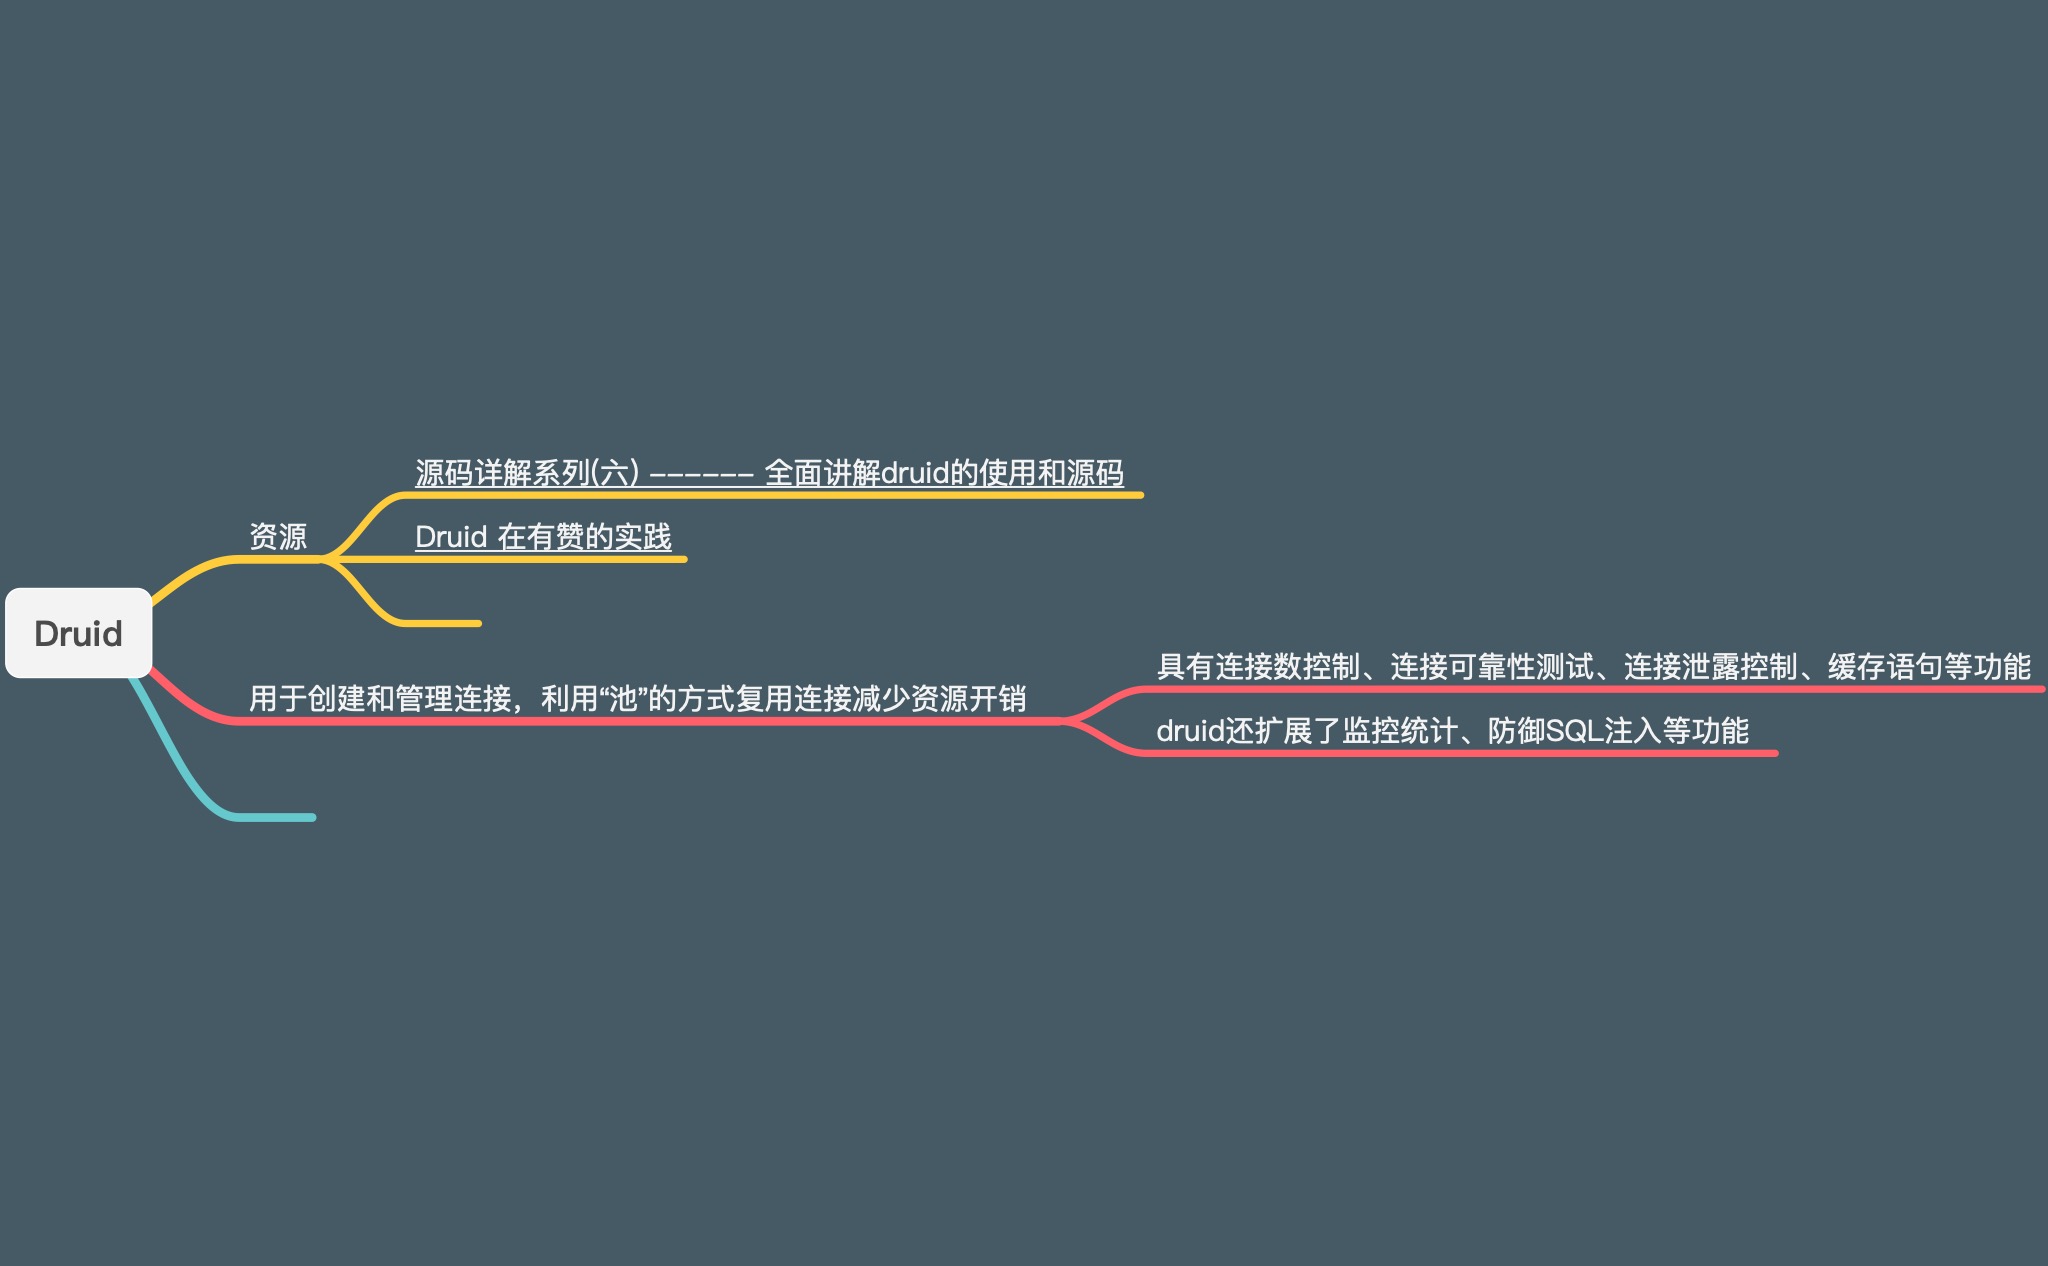 源码详解系列(六) ------ 全面讲解druid的使用和源码
资源
Druid 在有赞的实践
Druid
用于创建和管理连接，利用“池”的方式复用连接减少资源开销
具有连接数控制、连接可靠性测试、连接泄露控制、缓存语句等功能
druid还扩展了监控统计、防御SQL注入等功能